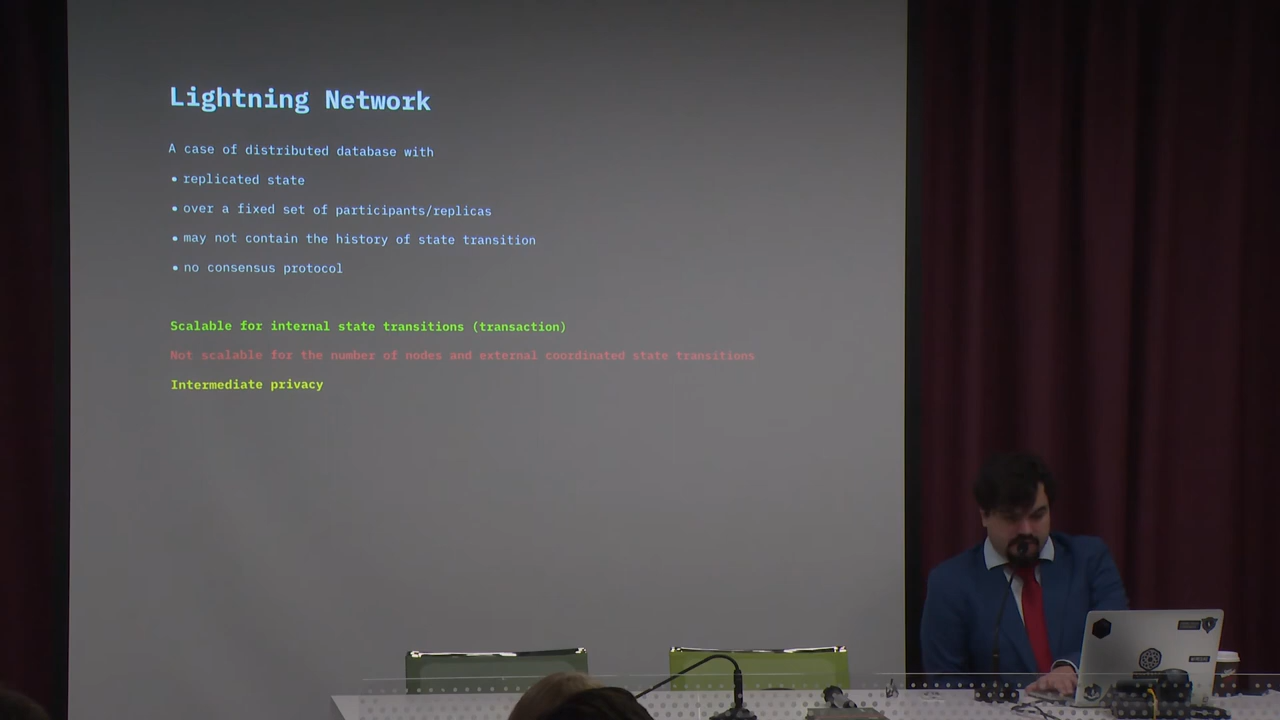 Lightning Network
A case of distributed database with
• replicated state
• over a fixed set of participants/replicas
• may not contain the history of state transition
• no consensus protocol
Scalable for internal state transitions (transaction)
Not scalable for the number of nodes and external coordinated state transitions
Intermediate privacy